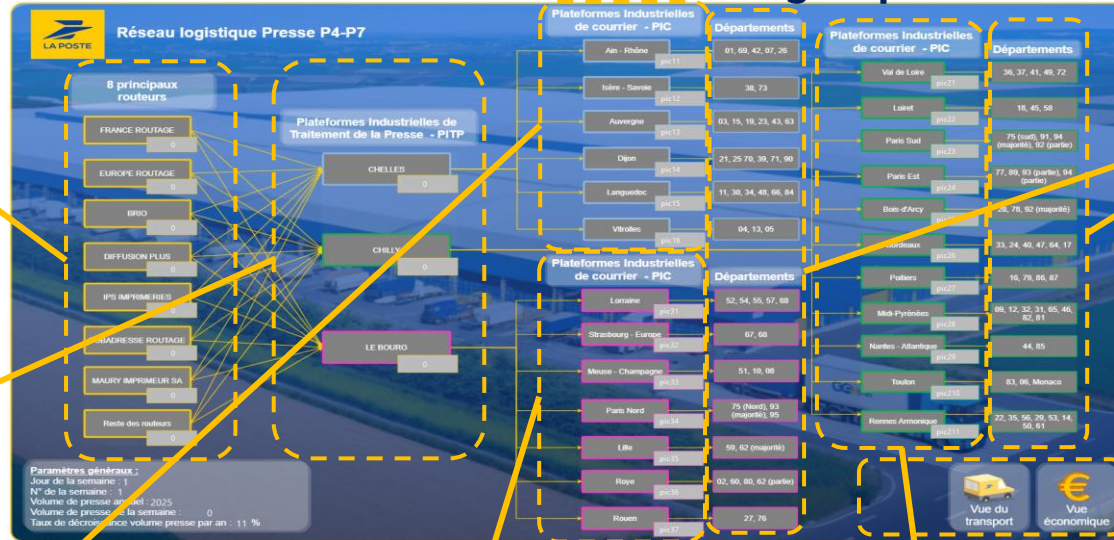 LA POSTE
Réseau logistique Presse P4-P7
8 principaux
routeurs
FRANCE ROUTAGE
0
EUROPE ROUTAGE
0
BRIO
0
DIFFUSION PLUS
0
IPS IMPRIMERIES
0
ROUTAGE
0
MAURY IMPRIMEUR SA
0
Reste des routeurs
0
Plateformes Industrielles de
Traitement de la Presse - PITP
CHELLES
0
CHILLY
0
LE BOURG
0
Plateformes Industrielles
de courrier - PIC
Départements
Ain - Rhône
pic11
01, 69, 42, 07, 26
Isère - Savoie
pic12
38, 73
Auvergne
pic13
03, 15, 19, 23, 43, 63
Dijon
pic14
21, 25 70, 39, 71, 90
Languedoc
pic15
11, 30, 34, 48, 66, 84
Vitrolles
04, 13, 05
Plateformes Industrielles
de courrier - PIC
Départements
Lorraine
pic31
52, 54, 55, 57, 88
Strasbourg - Europe
pic32
67, 68
Meuse - Champagne
pic33
51, 10, 08
Paris Nord
pic34
75 (Nord), 93
(majorité), 95
Lille
pic35
59, 62 (majorité)
Roye
pic36
02, 60, 80, 62 (partie)
Rouen
pic37
27, 76
Plateformes Industrielles
de courrier - PIC
Départements
Val de Loire
pic21
36, 37, 41, 49, 72
Loiret
pic22
18, 45, 58
Paris Sud
pic23
75 (sud), 91, 94
(majorité), 92 (partie)
Paris Est
pic24
77, 89, 93 (partie), 94
(partie)
Bois-d'Arcy
28, 78, 92 (majorité)
Bordeaux
33, 24, 40, 47, 64, 17
Poitiers
pic27
16, 79, 86, 87
Midi-Pyrénées
pic28
09, 12, 32, 31, 65, 46,
82, 81
Nantes - Atlantique
pic29
44, 85
Toulon
pic210
83, 06, Monaco
Rennes Armorique
pic211
22, 35, 56, 29, 53, 14,
50, 61
Paramètres généraux :
Jour de la semaine : 1
N° de la semaine : 1
Volume de presse annuel : 2025
Volume de presse de la semaine : 0
Taux de décroissance volume presse par an : 11 %
Vue du
transport
Vue
économique